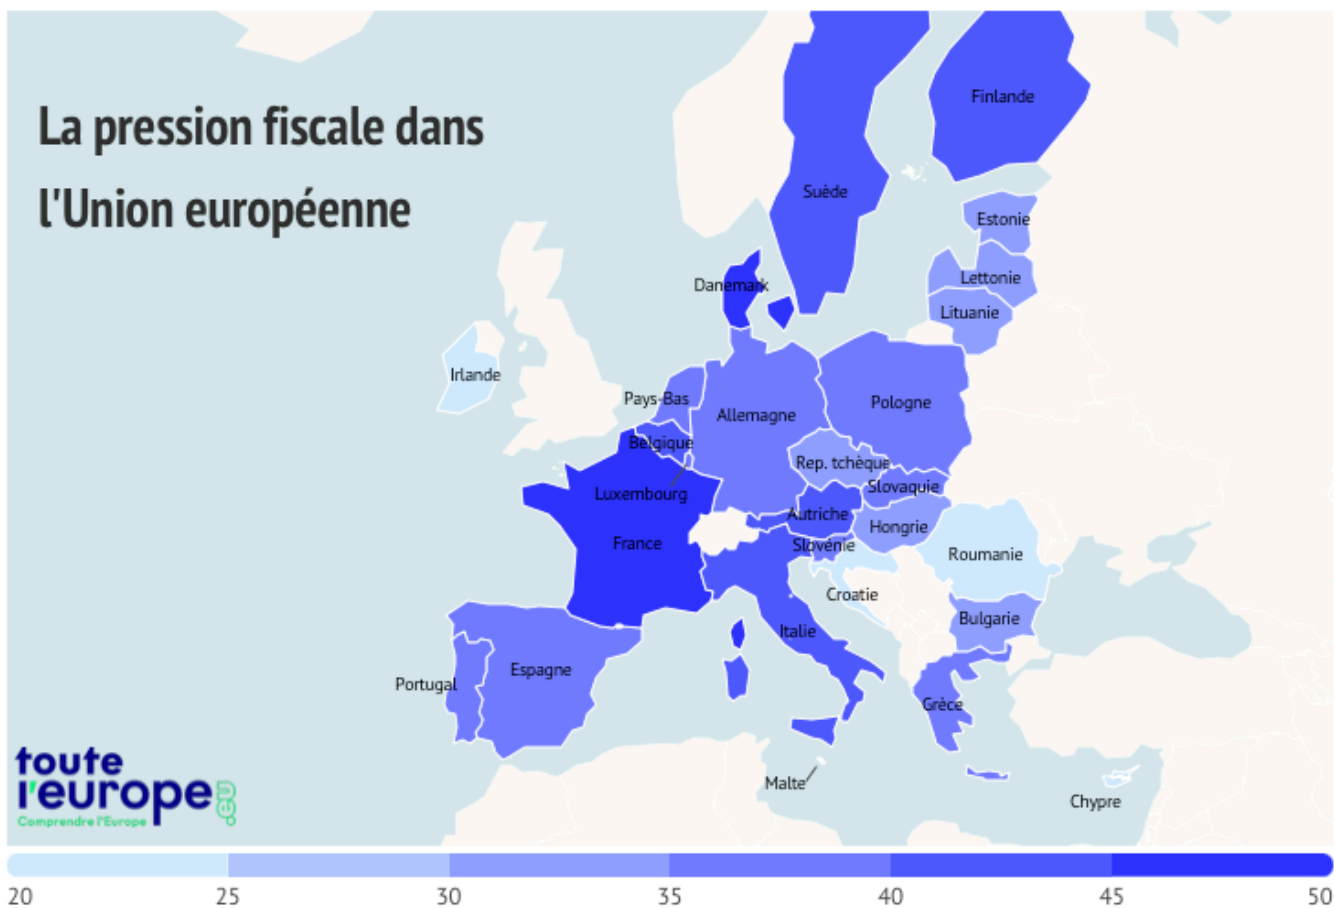 La pression fiscale dans
l'Union européenne
Finlande
Suède
Estonie
Lettonie
Danemark
Lituanie
Irlande
Pays-Bas
Pologne
Allemagne
Belgique
Rep. tchèque
Slovaquie
Luxembourg
Autriche
Hongrie
France
Slovénie
Roumanie
Croatie
Bulgarie
Italie
Espagne
Portugal
Grèce
Malte
Chypre
toute
l'europe.eu
Comprendre l'Europe
20 25 30 35 40 45 50